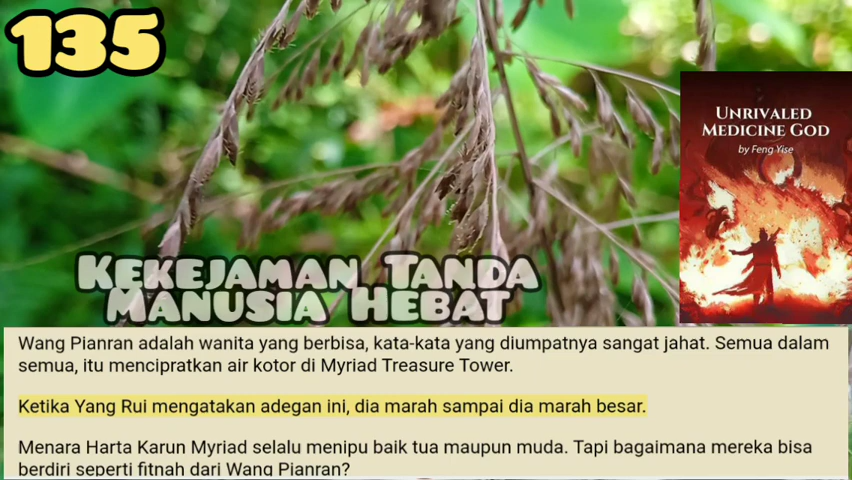 135
UNRIVALED
MEDICINE GOD
by Feng Yise
KEKEJAMAN TANDA
MANUSIA HEBAT
Wang Pianran adalah wanita yang berbisa, kata-kata yang diumpatnya sangat jahat. Semua dalam
semua, itu mencipratkan air kotor di Myriad Treasure Tower.
Ketika Yang Rui mengatakan adegan ini, dia marah sampai dia marah besar.
Menara Harta Karun Myriad selalu menipu baik tua maupun muda. Tapi bagaimana mereka bisa
berdiri seperti fitnah dari Wang Pianran?